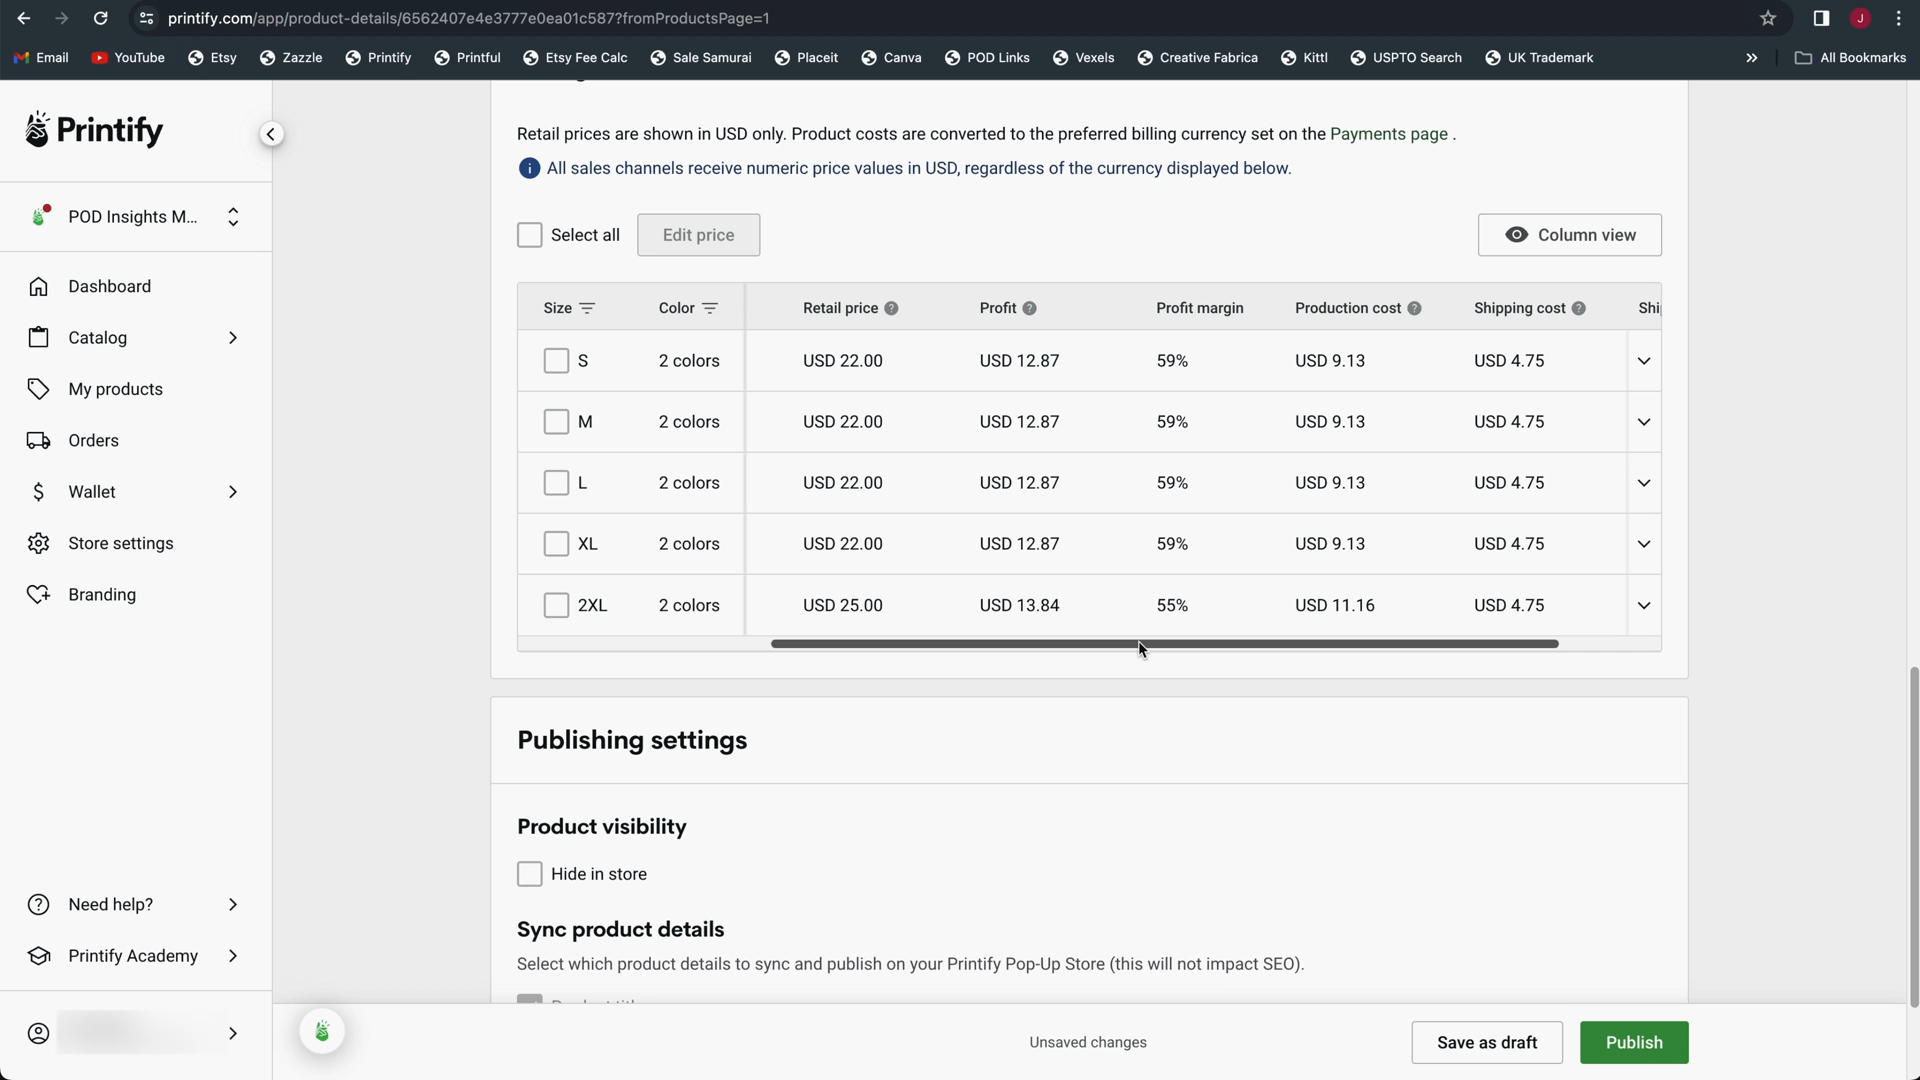 printify.com/app/product-details/6562407e4e3777e0ea01c587?fromProductsPage=1
J
Email YouTube Etsy Zazzle Printify Printful Etsy Fee Calc Sale Samurai Placeit Canva POD Links Vexels Creative Fabrica Kittl USPTO Search UK Trademark » All Bookmarks
Printify
POD Insights M...
Dashboard
Catalog
My products
Orders
Wallet
Store settings
Branding
Need help?
Printify Academy
Retail prices are shown in USD only. Product costs are converted to the preferred billing currency set on the Payments page .
All sales channels receive numeric price values in USD, regardless of the currency displayed below.
Select all Edit price Column view
Size Color Retail price Profit Profit margin Production cost Shipping cost Shi
S 2 colors USD 22.00 USD 12.87 59% USD 9.13 USD 4.75
M 2 colors USD 22.00 USD 12.87 59% USD 9.13 USD 4.75
L 2 colors USD 22.00 USD 12.87 59% USD 9.13 USD 4.75
XL 2 colors USD 22.00 USD 12.87 59% USD 9.13 USD 4.75
2XL 2 colors USD 25.00 USD 13.84 55% USD 11.16 USD 4.75
Publishing settings
Product visibility
Hide in store
Sync product details
Select which product details to sync and publish on your Printify Pop-Up Store (this will not impact SEO).
Unsaved changes Save as draft Publish